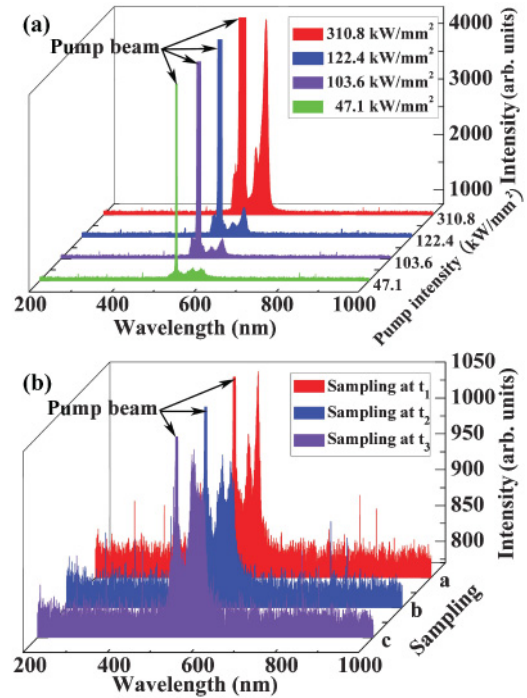 (a)
Pump beam
310.8 kW/mm²
122.4 kW/mm²
103.6 kW/mm²
47.1 kW/mm²
4000
3000
2000
1000
Intensity (arb. units)
310.8
122.4
103.6
47.1
Pump intensity (kW/mm²)
200 400 600 800 1000
Wavelength (nm)
(b)
Pump beam
Sampling at t₁
Sampling at t₂
Sampling at t₃
1050
1000
950
900
850
800
Intensity (arb. units)
a
b
c
Sampling
200 400 600 800 1000
Wavelength (nm)